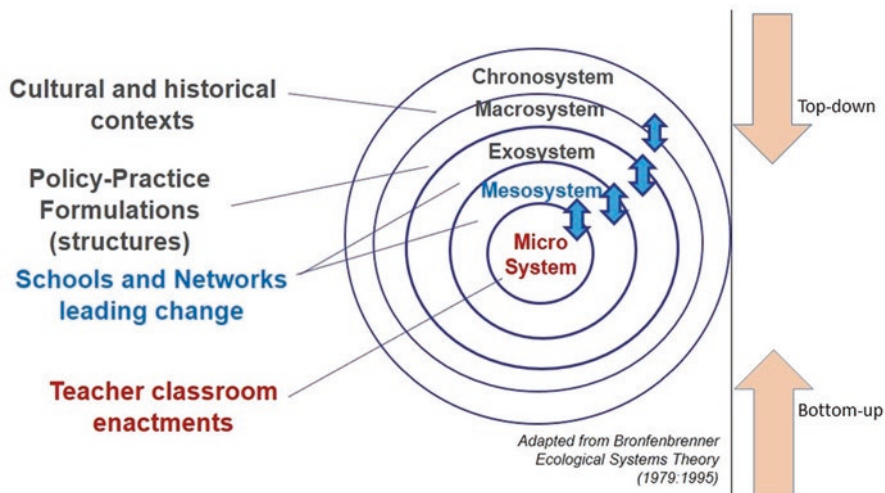 Cultural and historical
contexts
Policy-Practice
Formulations
(structures)
Schools and Networks
leading change
Teacher classroom
enactments
Chronosystem
Macrosystem
Exosystem
Mesosystem
Micro
System
Adapted from Bronfenbrenner
Ecological Systems Theory
(1979:1995)
Top-down
Bottom-up